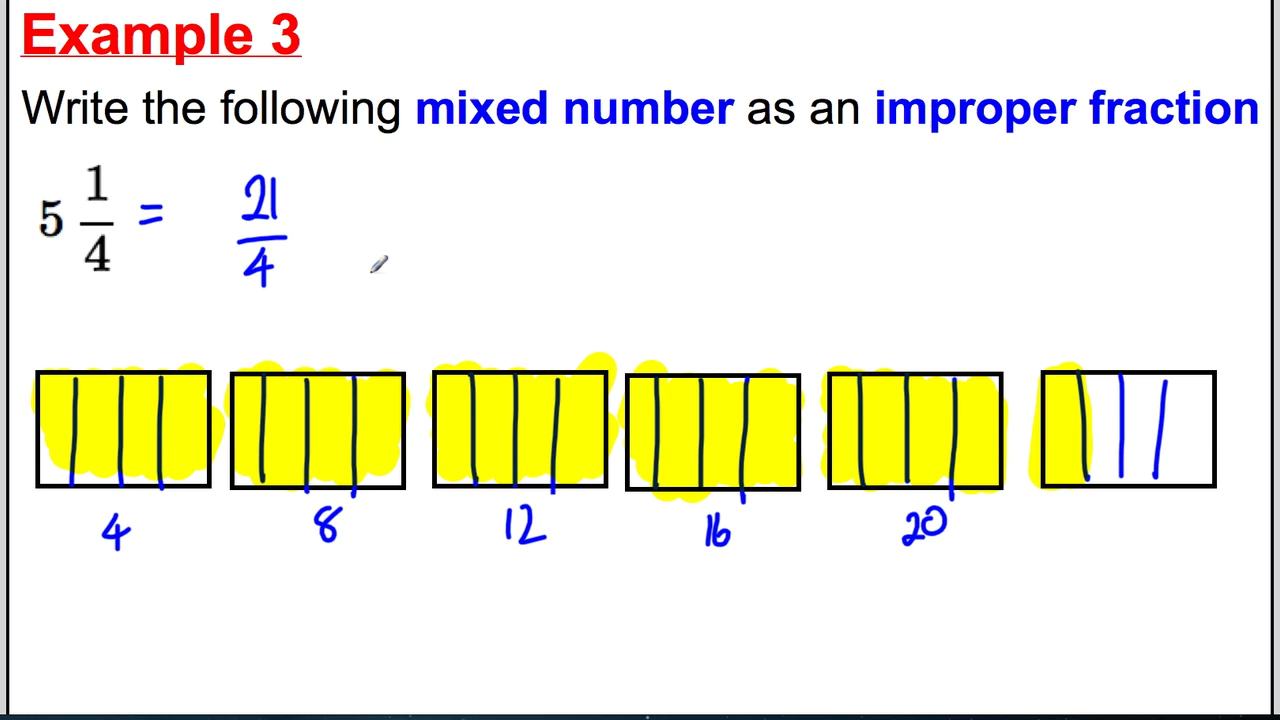 Example 3
Write the following mixed number as an improper fraction
5 1/4 = 21/4
4 8 12 16 20